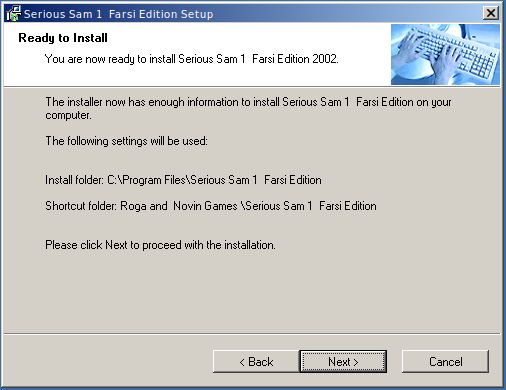 Serious Sam 1  Farsi Edition Setup
Ready to Install
You are now ready to install Serious Sam 1  Farsi Edition 2002.
The installer now has enough information to install Serious Sam 1  Farsi Edition on your
computer.
The following settings will be used:
Install folder: C:\Program Files\Serious Sam 1  Farsi Edition
Shortcut folder: Roga and  Novin Games \Serious Sam 1  Farsi Edition
Please click Next to proceed with the installation.
< Back
Next >
Cancel